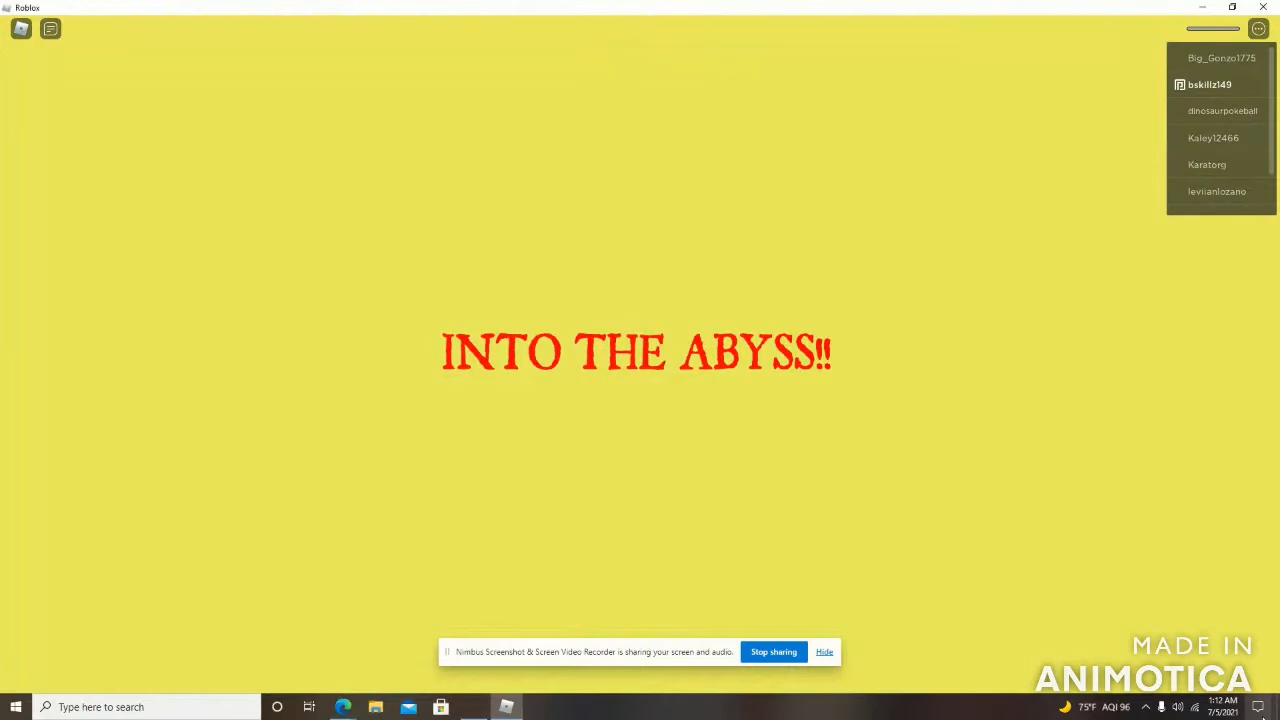 Roblox
Big_Gonzo1775
bskillz149
dinosaurpokeball
Kaley12466
Karatorg
leviianlozano
INTO THE ABYSS!!
Nimbus Screenshot & Screen Video Recorder is sharing your screen and audio.
Stop sharing
Hide
MADE IN
ANIMOTICA
Type here to search
75°F AQI 96
1:12 AM
7/5/2021